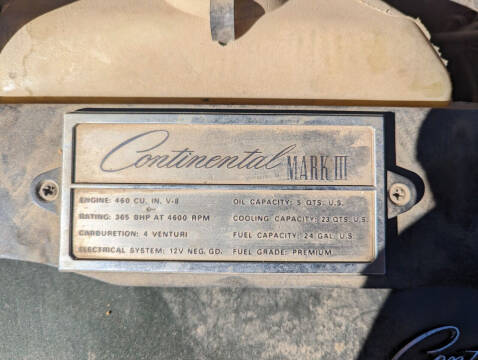 Continental MARK III
ENGINE: 460 CU. IN. V-8
RATING: 365 BHP AT 4600 RPM
CARBURETION: 4 VENTURI
ELECTRICAL SYSTEM: 12V NEG. GD.
OIL CAPACITY: 5 QTS. U.S.
COOLING CAPACITY: 23 QTS. U.S.
FUEL CAPACITY: 24 GAL. U.S.
FUEL GRADE: PREMIUM